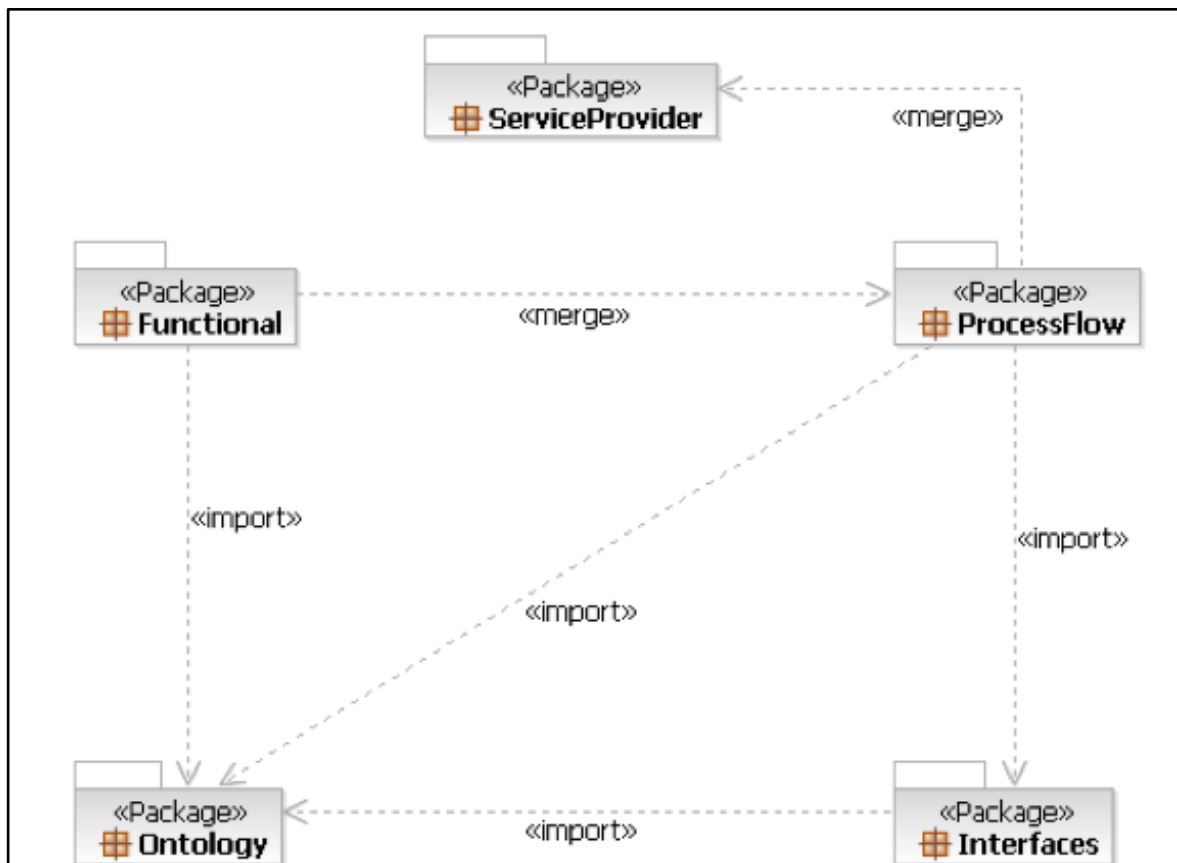 «Package»
ServiceProvider
«merge»
«Package»
Functional
«merge»
«Package»
ProcessFlow
«import»
«import»
«import»
«Package»
Ontology
«import»
«Package»
Interfaces